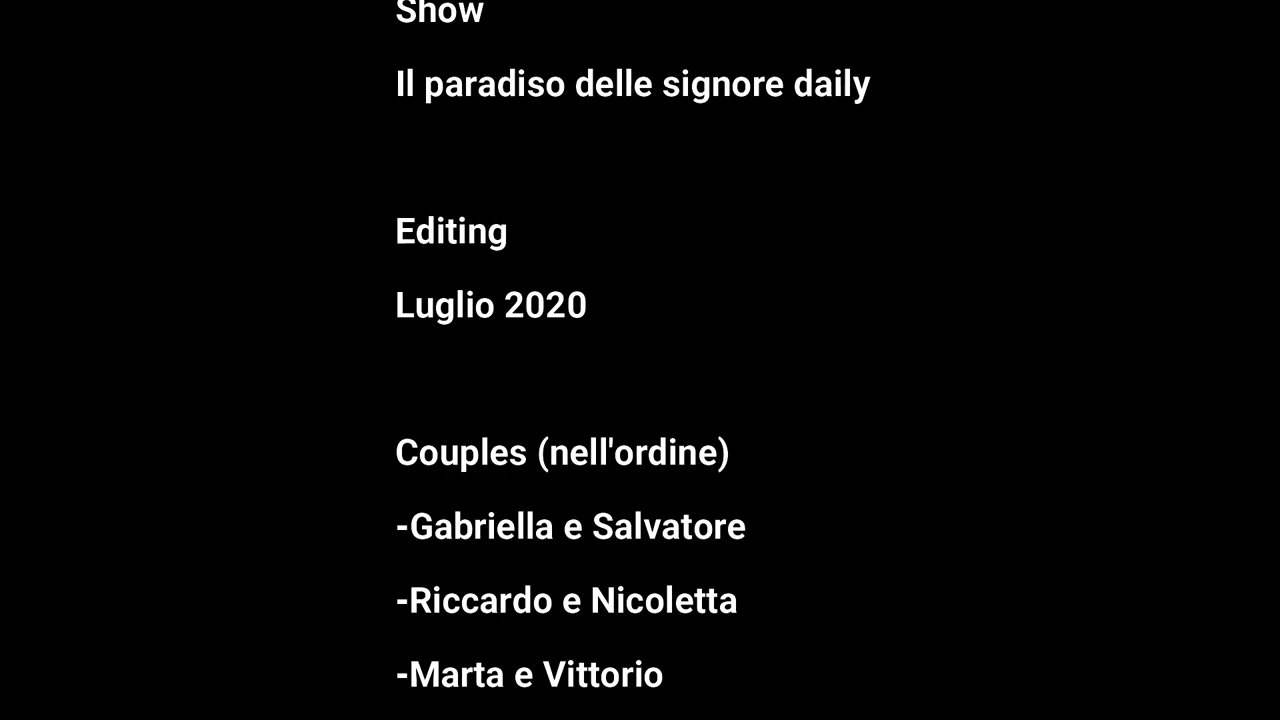 Show
Il paradiso delle signore daily
Editing
Luglio 2020
Couples (nell'ordine)
-Gabriella e Salvatore
-Riccardo e Nicoletta
-Marta e Vittorio